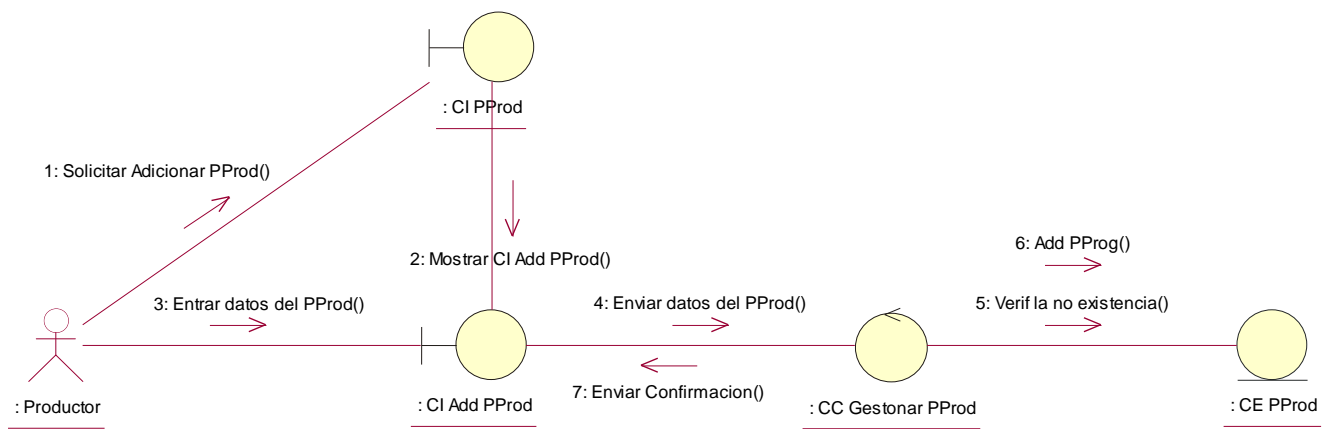 : CI PProd
1: Solicitar Adicionar PProd()
6: Add PProg()
2: Mostrar CI Add PProd()
3: Entrar datos del PProd()
4: Enviar datos del PProd()
5: Verif la no existencia()
7: Enviar Confirmacion()
: Productor
: CI Add PProd
: CC Gestonar PProd
: CE PProd